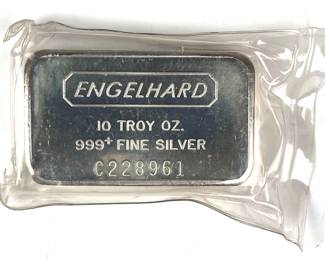 ENGELHARD
10 TROY OZ.
999+ FINE SILVER
C228961